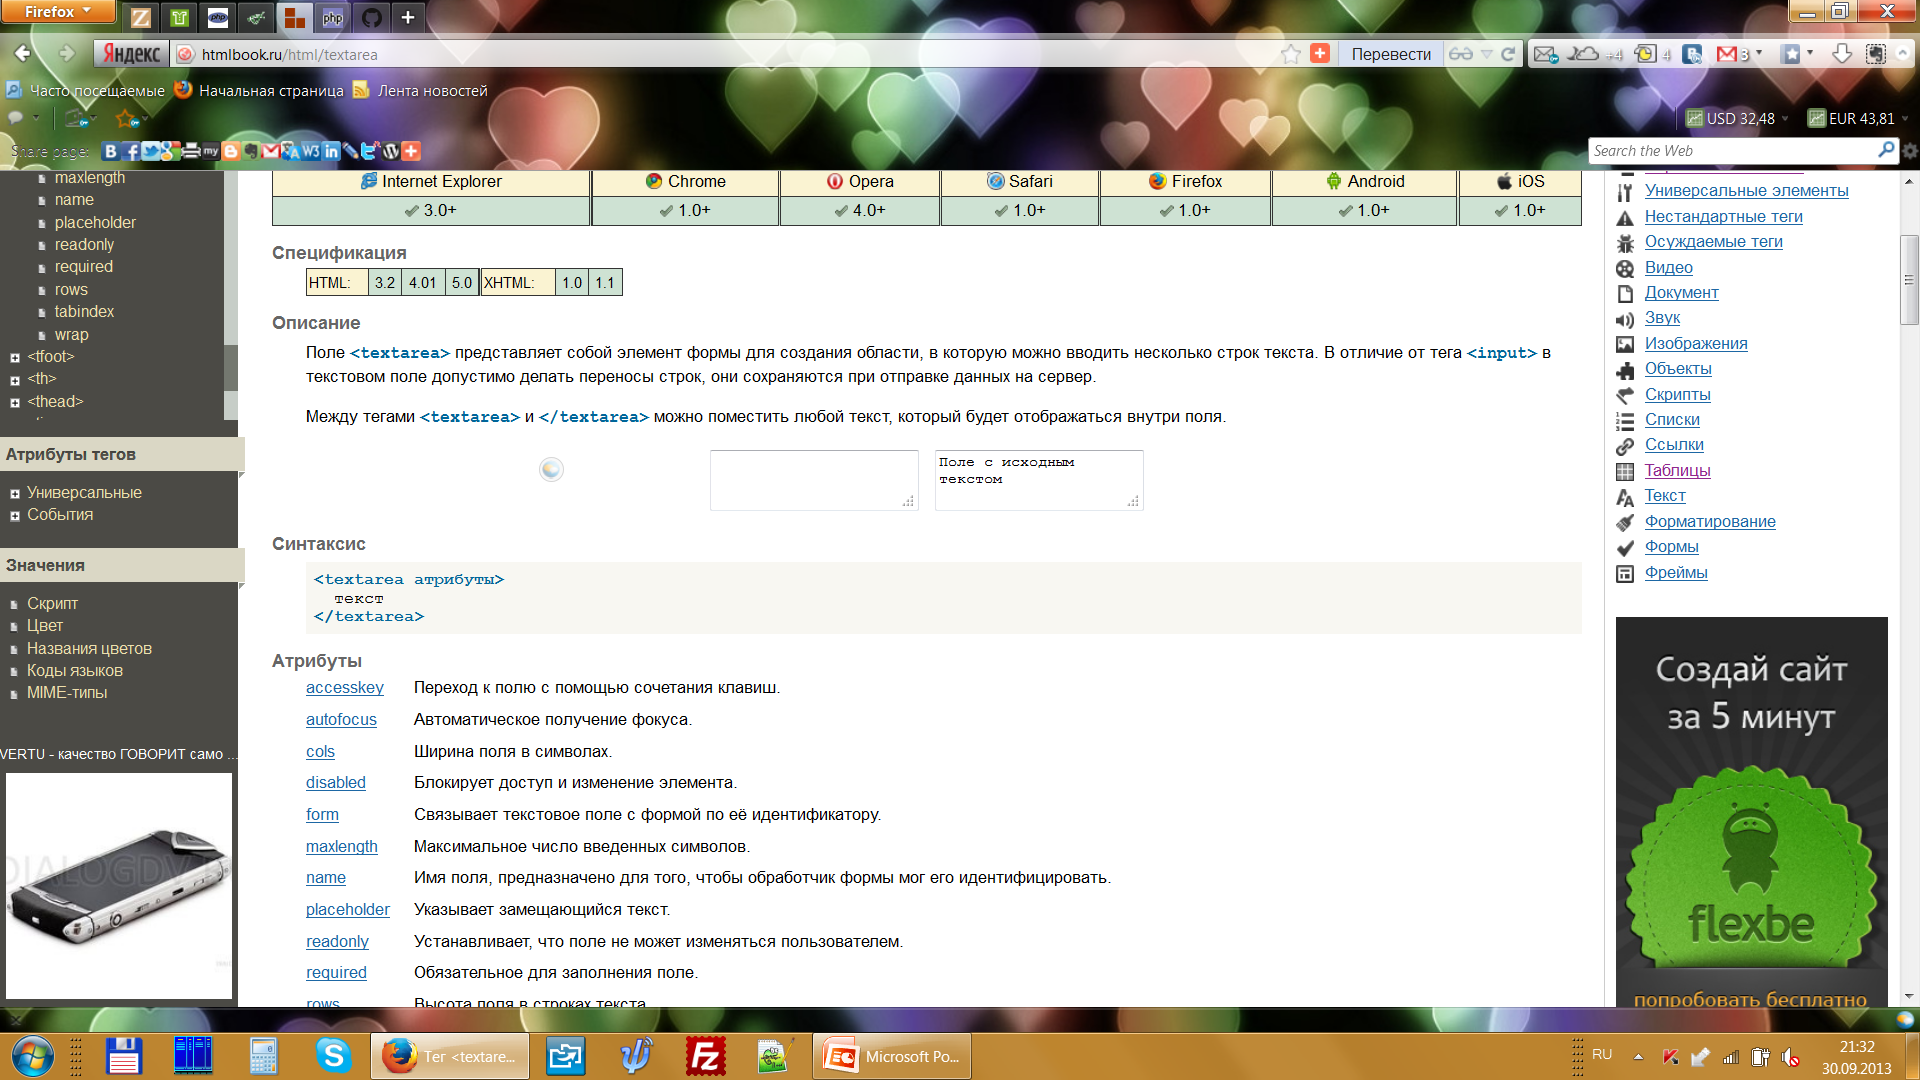 Firefox
Яндекс
htmlbook.ru/html/textarea
Перевести
+4
4
3
Часто посещаемые
Начальная страница
Лента новостей
USD 32,48
EUR 43,81
Share page:
Search the Web
maxlength
name
placeholder
readonly
required
rows
tabindex
wrap
<tfoot>
<th>
<thead>
Атрибуты тегов
Универсальные
События
Значения
Скрипт
Цвет
Названия цветов
Коды языков
MIME-типы
VERTU - качество ГОВОРИТ само ...
Internet Explorer Chrome Opera Safari Firefox Android iOS
3.0+ 1.0+ 4.0+ 1.0+ 1.0+ 1.0+ 1.0+
Спецификация
HTML: 3.2 4.01 5.0 XHTML: 1.0 1.1
Описание
Поле <textarea> представляет собой элемент формы для создания области, в которую можно вводить несколько строк текста. В отличие от тега <input> в
текстовом поле допустимо делать переносы строк, они сохраняются при отправке данных на сервер.
Между тегами <textarea> и </textarea> можно поместить любой текст, который будет отображаться внутри поля.
Поле с исходным
текстом
Синтаксис
<textarea атрибуты>
текст
</textarea>
Атрибуты
accesskey Переход к полю с помощью сочетания клавиш.
autofocus Автоматическое получение фокуса.
cols Ширина поля в символах.
disabled Блокирует доступ и изменение элемента.
form Связывает текстовое поле с формой по её идентификатору.
maxlength Максимальное число введенных символов.
name Имя поля, предназначено для того, чтобы обработчик формы мог его идентифицировать.
placeholder Указывает замещающийся текст.
readonly Устанавливает, что поле не может изменяться пользователем.
required Обязательное для заполнения поле.
rows Высота поля в строках текста.
Универсальные элементы
Нестандартные теги
Осуждаемые теги
Видео
Документ
Звук
Изображения
Объекты
Скрипты
Списки
Ссылки
Таблицы
Текст
Форматирование
Формы
Фреймы
Создай сайт
за 5 минут
flexbe
попробовать бесплатно
Тег <textare...
Microsoft Po...
RU
21:32
30.09.2013